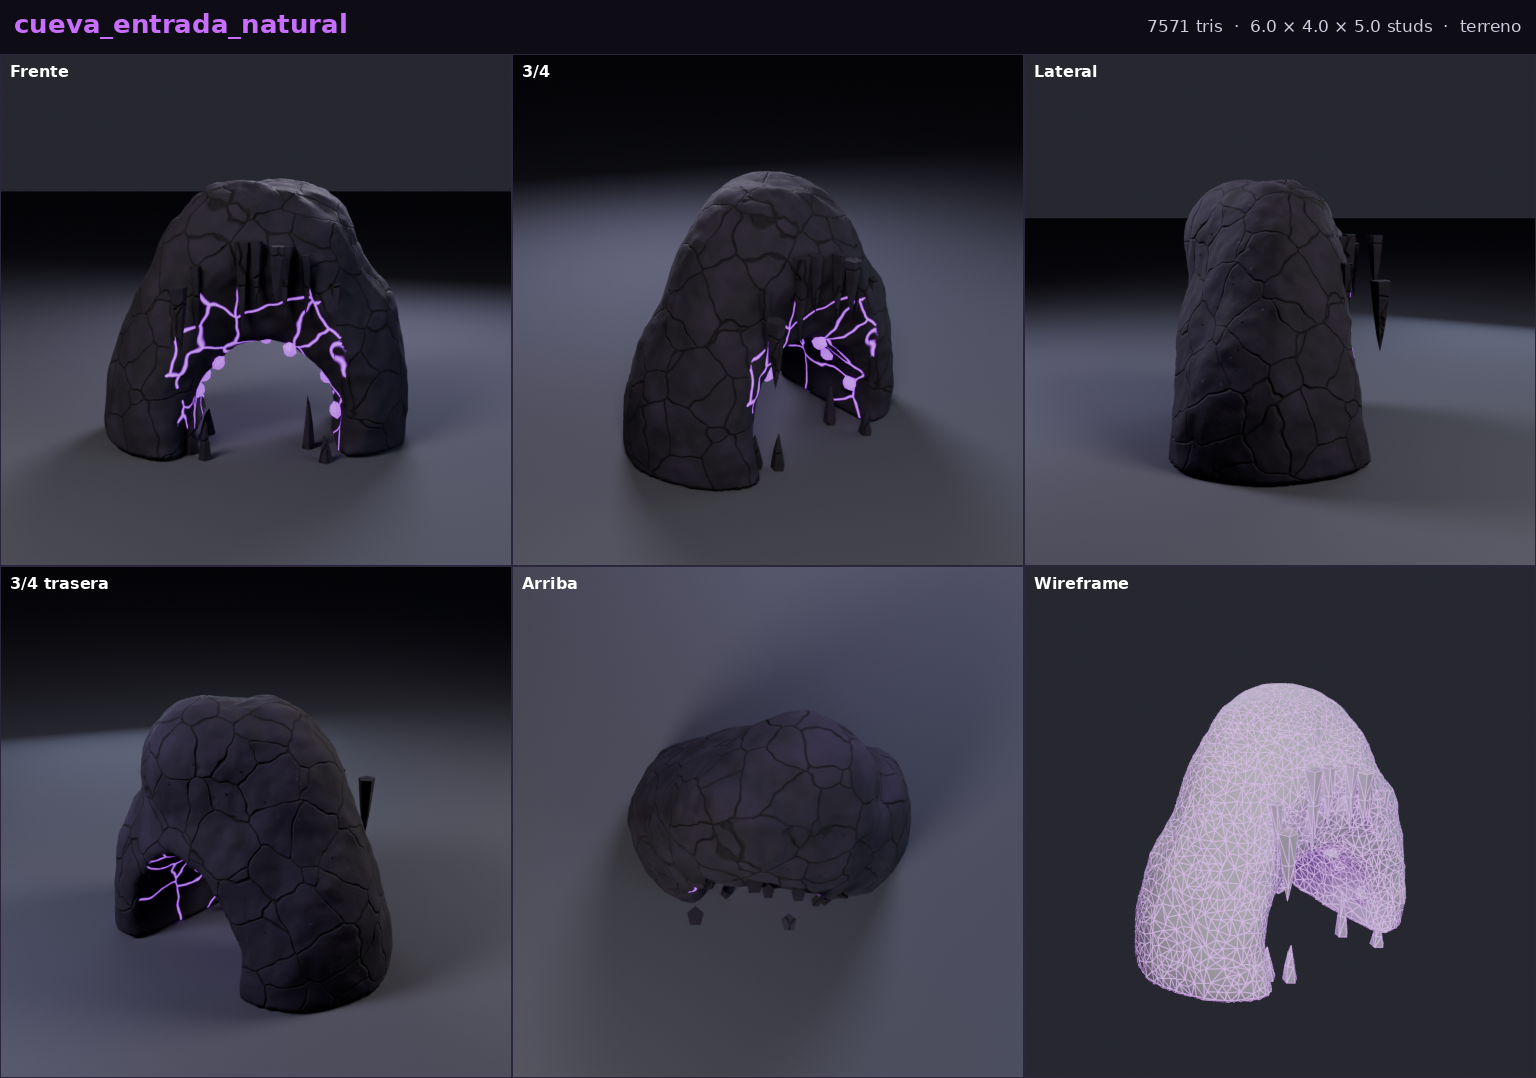 cueva_entrada_natural
7571 tris · 6.0 × 4.0 × 5.0 studs · terreno
Frente
3/4
Lateral
3/4 trasera
Arriba
Wireframe